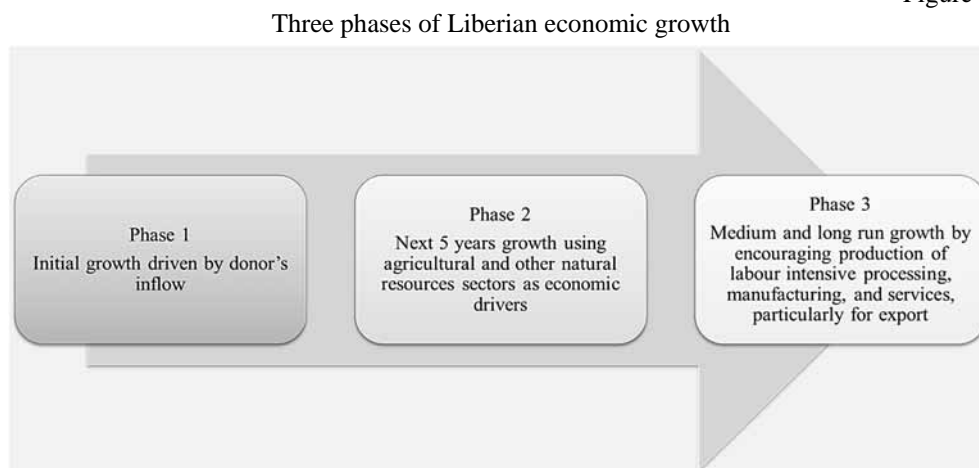 Figure
Three phases of Liberian economic growth
Phase 1
Initial growth driven by donor's
inflow
Phase 2
Next 5 years growth using
agricultural and other natural
resources sectors as economic
drivers
Phase 3
Medium and long run growth by
encouraging production of
labour intensive processing,
manufacturing, and services,
particularly for export